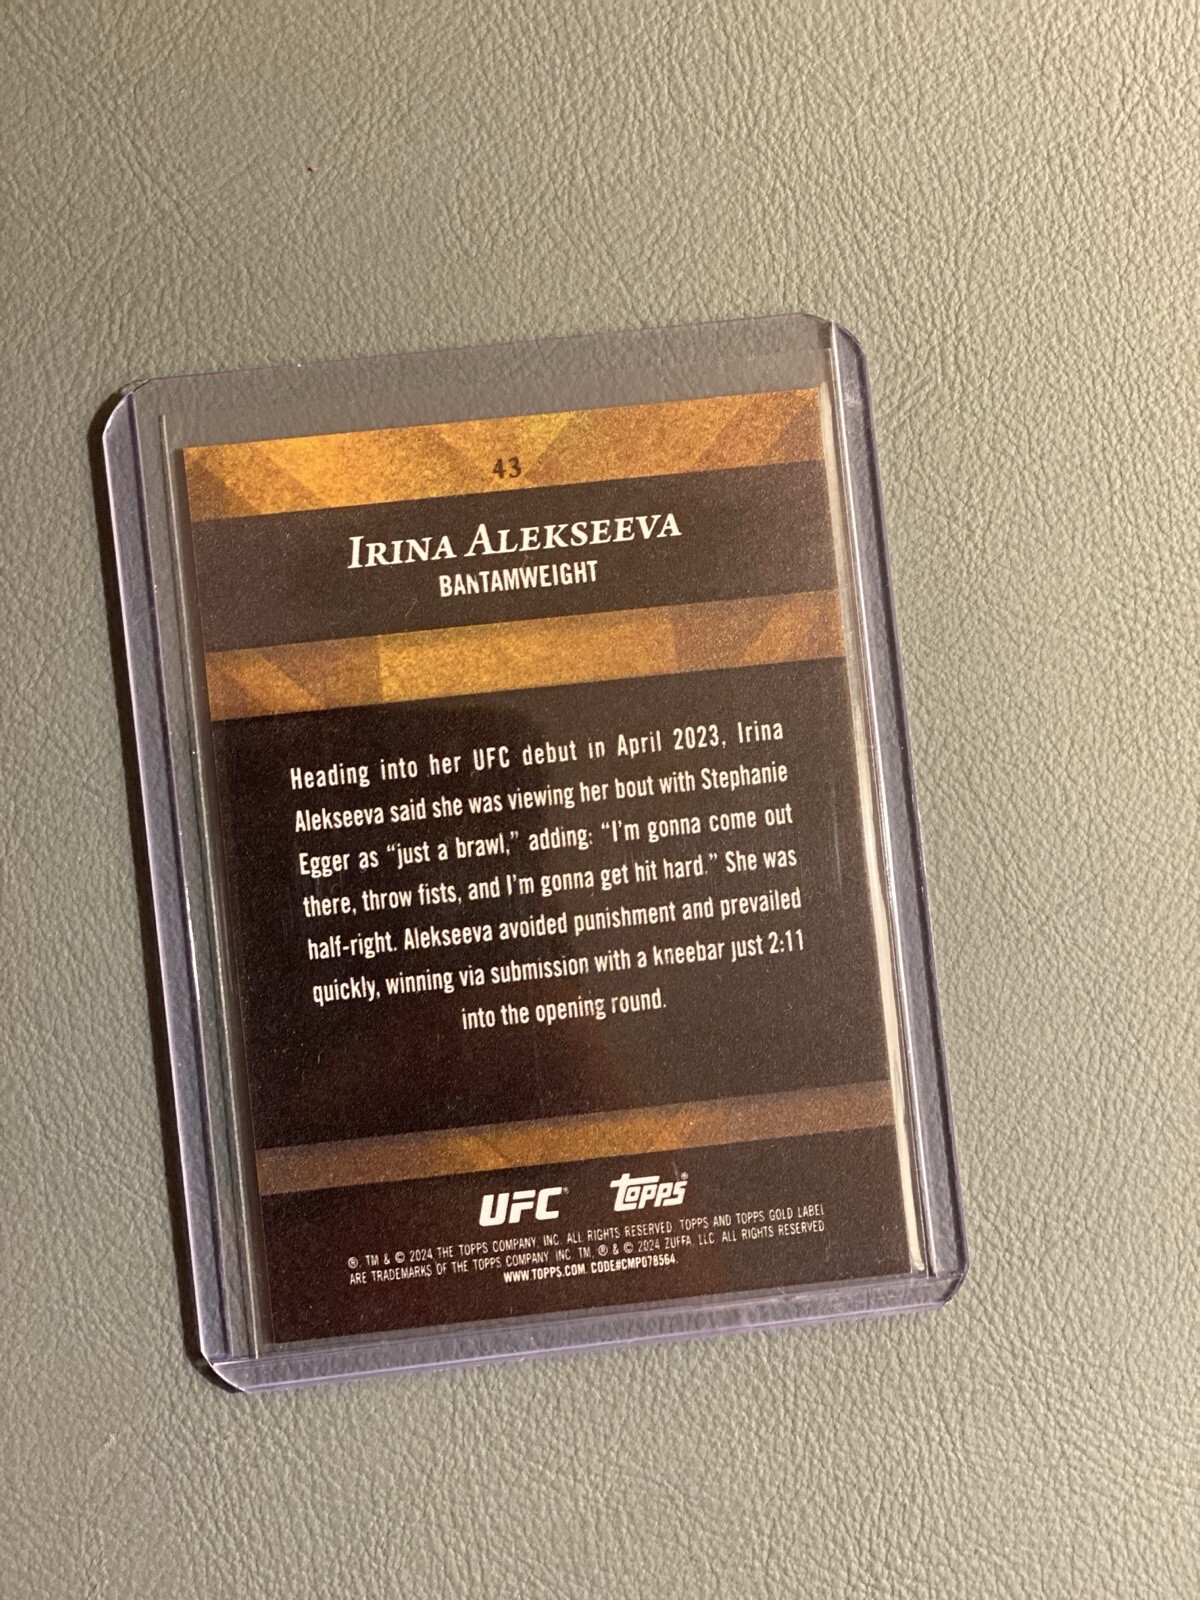 43
IRINA ALEKSEEVA
BANTAMWEIGHT
Heading into her UFC debut in April 2023, Irina
Alekseeva said she was viewing her bout with Stephanie
Egger as “just a brawl,” adding: “I’m gonna come out
there, throw fists, and I’m gonna get hit hard.” She was
half-right. Alekseeva avoided punishment and prevailed
quickly, winning via submission with a kneebar just 2:11
into the opening round.
UFC® Topps®
®, TM & © 2024 THE TOPPS COMPANY, INC. ALL RIGHTS RESERVED. TOPPS AND TOPPS GOLD LABEL
ARE TRADEMARKS OF THE TOPPS COMPANY, INC. TM, ® & © 2024 ZUFFA, LLC. ALL RIGHTS RESERVED.
WWW.TOPPS.COM. CODE#CMP078564.